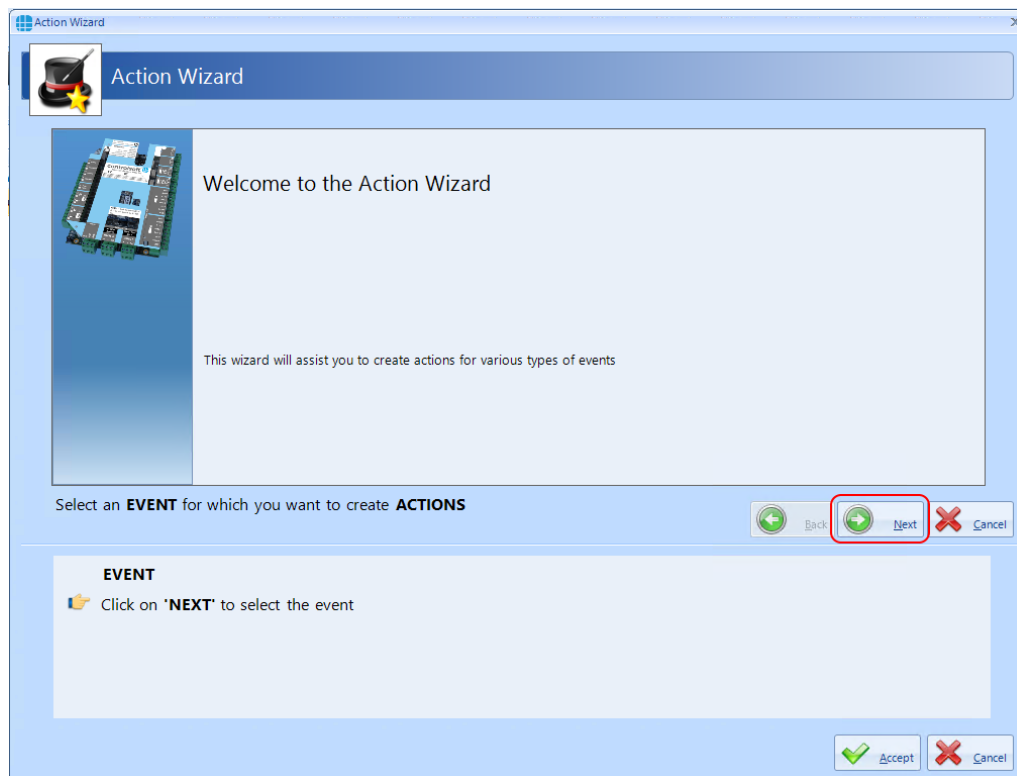 Action Wizard
Action Wizard
Welcome to the Action Wizard
This wizard will assist you to create actions for various types of events
Select an EVENT for which you want to create ACTIONS
Back
Next
Cancel
EVENT
Click on 'NEXT' to select the event
Accept
Cancel